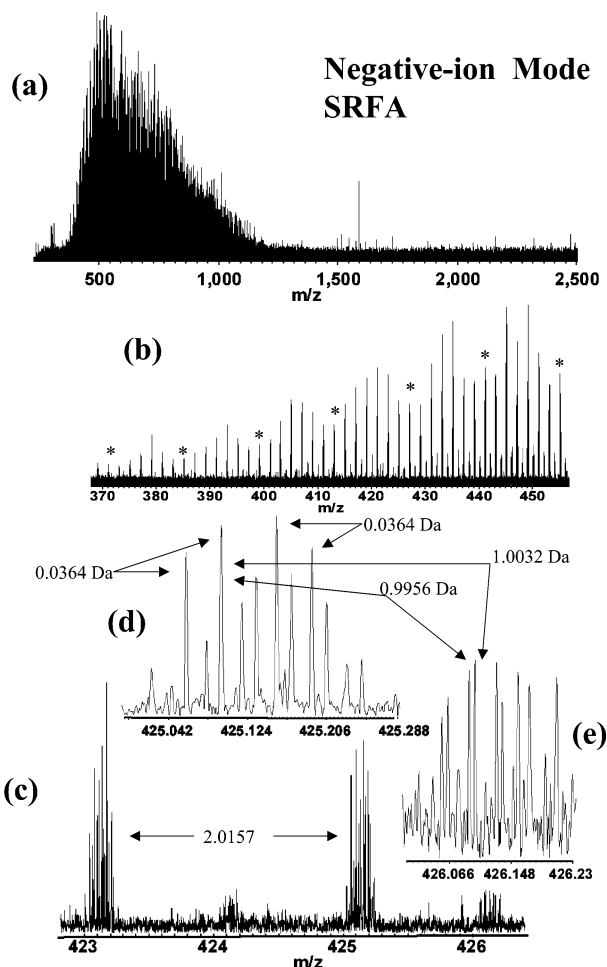 (a)
Negative-ion Mode
SRFA
500 1,000 1,500 2,000 2,500
m/z
(b)
* * * * * * *
370 380 390 400 410 420 430 440 450
m/z
0.0364 Da
0.0364 Da
1.0032 Da
0.9956 Da
(d)
425.042 425.124 425.206 425.288
(e)
(c)
2.0157
426.066 426.148 426.23
423 424 425 426
m/z